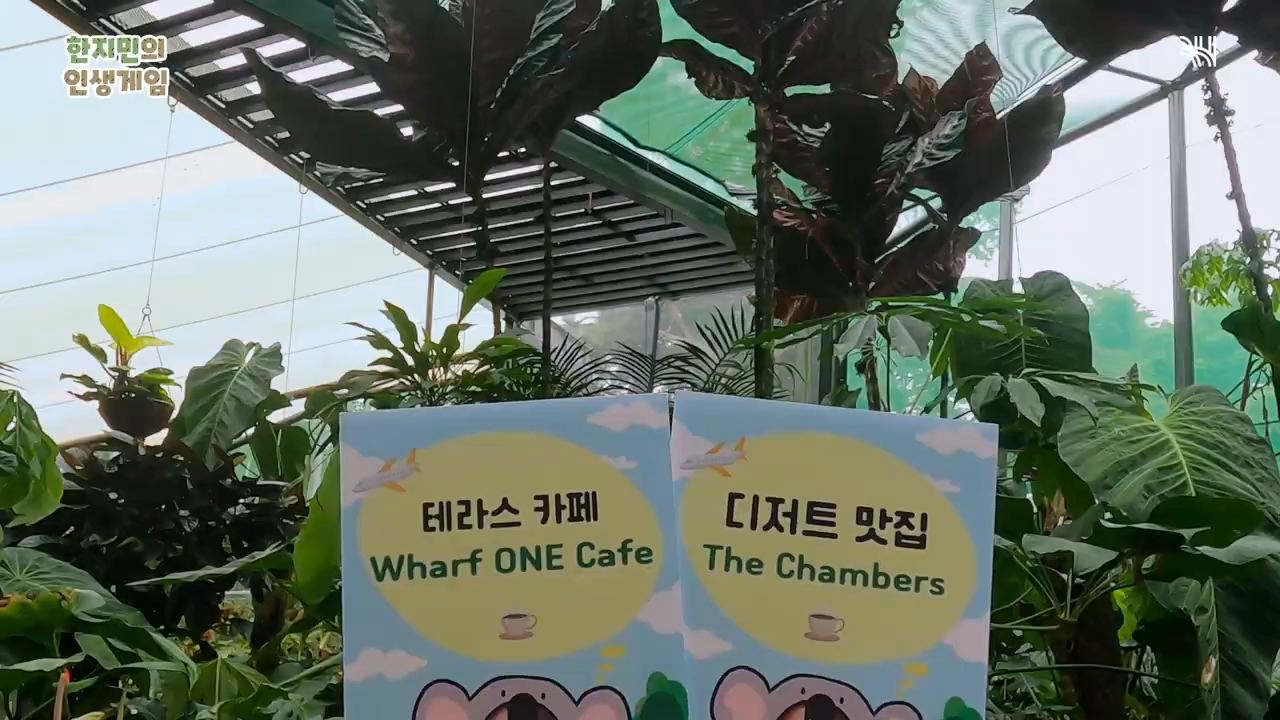 한지민의
인생게임
테라스 카페
Wharf ONE Cafe
디저트 맛집
The Chambers